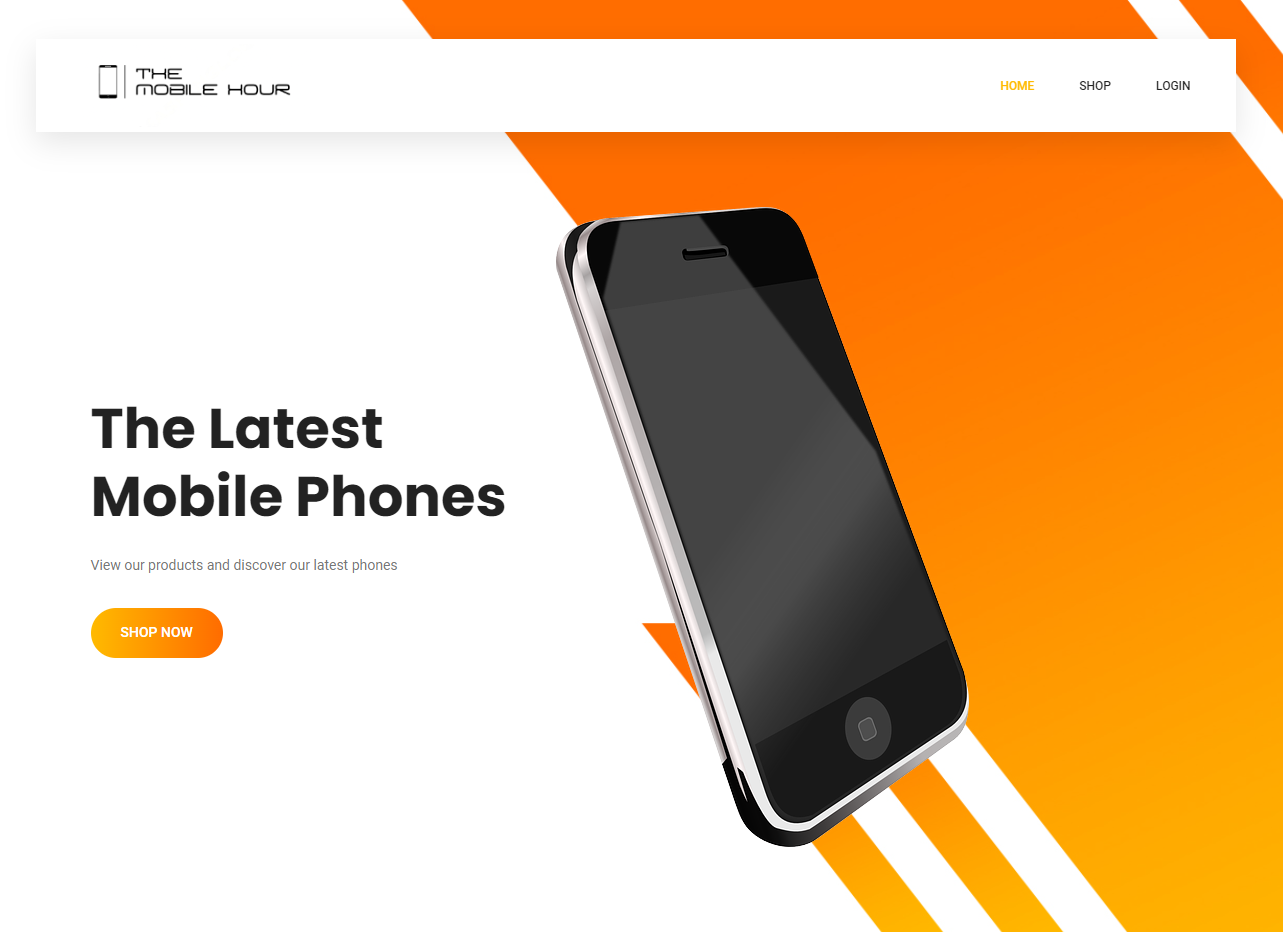 THE
MOBILE HOUR
HOME SHOP LOGIN
The Latest
Mobile Phones
View our products and discover our latest phones
SHOP NOW